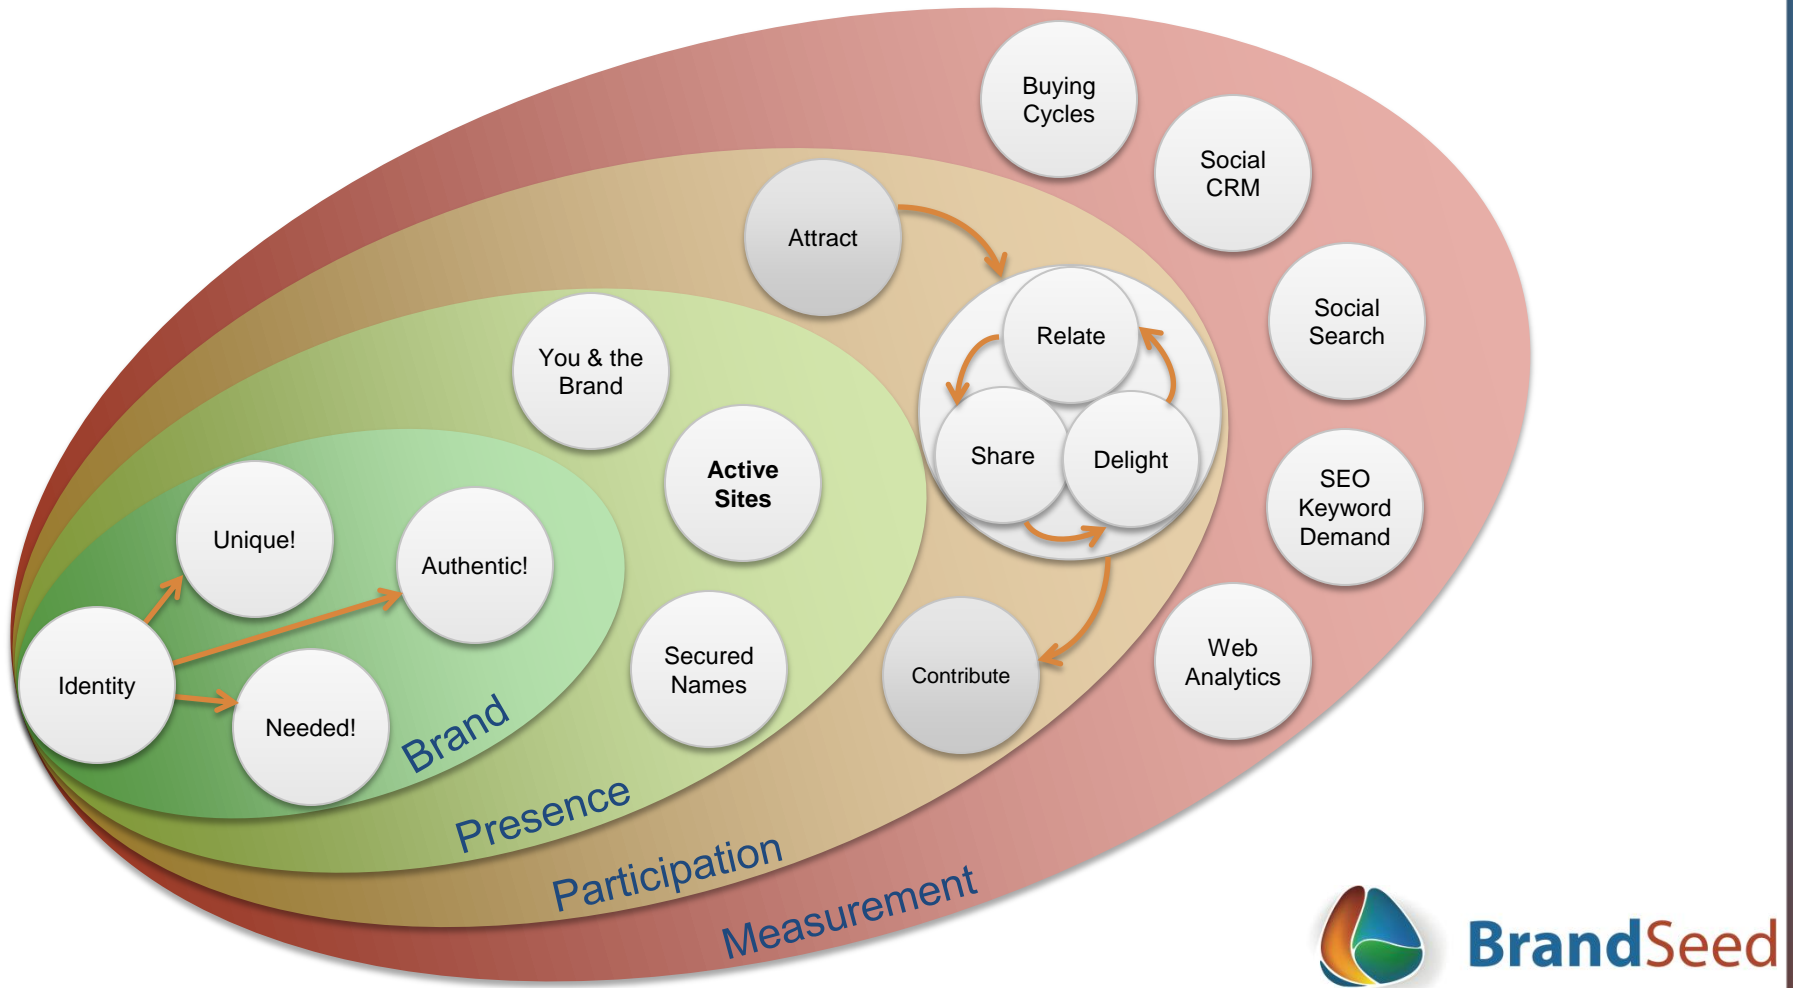 Buying
Cycles
Social
CRM
Attract
Social
Search
Relate
You & the
Brand
Share
Delight
Active
Sites
SEO
Keyword
Demand
Unique!
Authentic!
Identity
Needed!
Secured
Names
Contribute
Web
Analytics
Brand
Presence
Participation
Measurement
BrandSeed